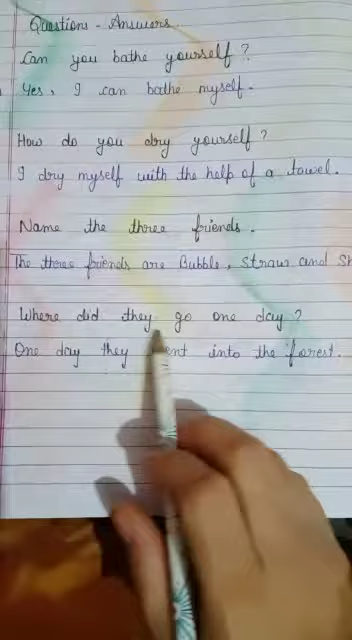 Questions - Answers.
Can you bathe yourself?
Yes, I can bathe myself.
How do you dry yourself?
I dry myself with the help of a towel.
Name the three friends.
The three friends are Bubble, Straw and Sh
Where did they go one day?
One day they ent into the forest.